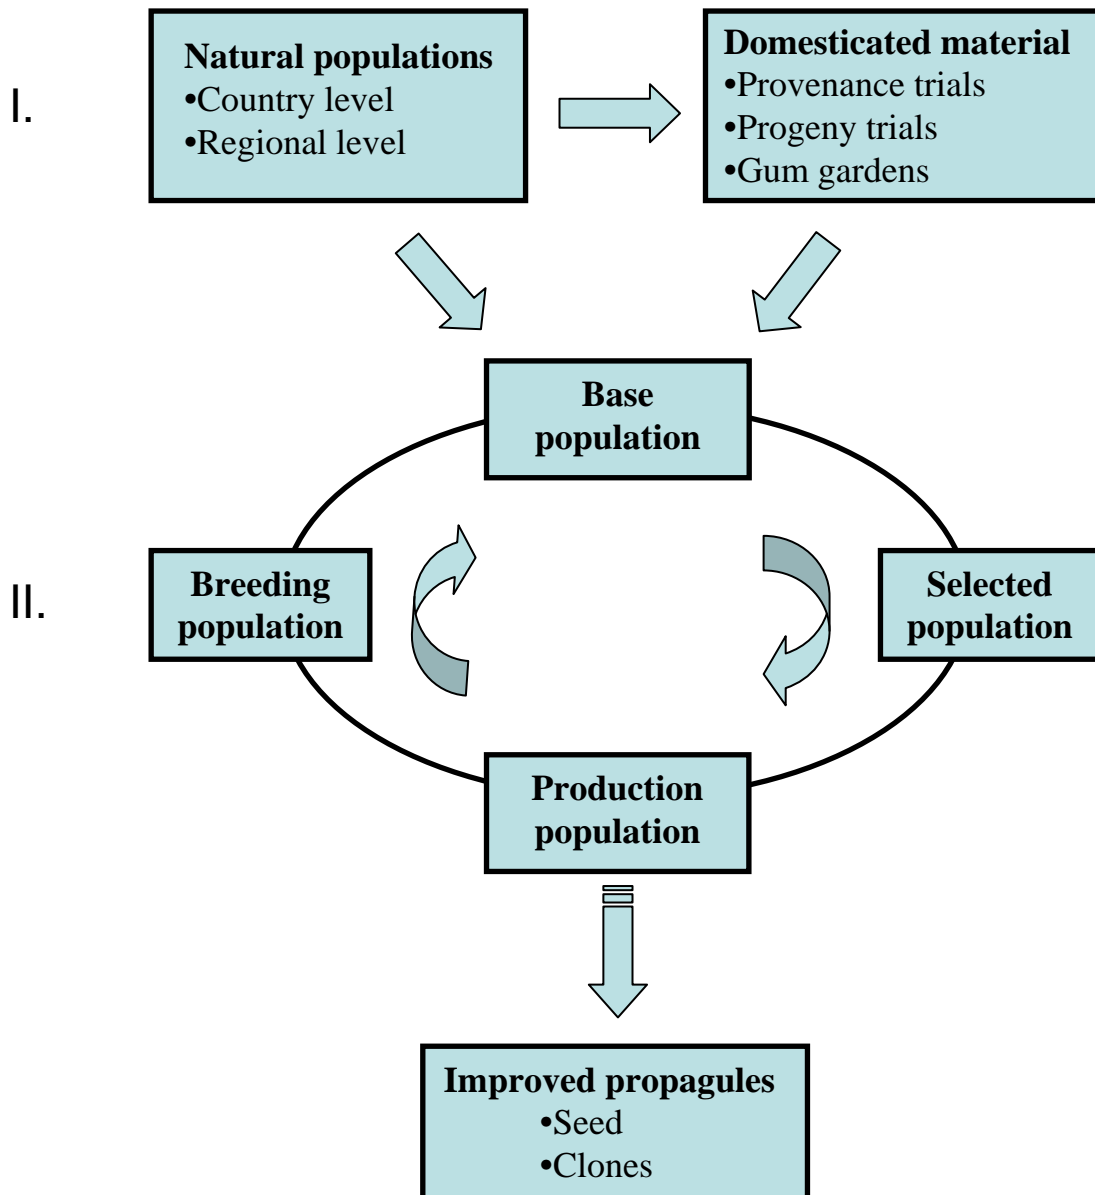 I.
Natural populations
•Country level
•Regional level
Domesticated material
•Provenance trials
•Progeny trials
•Gum gardens
Base
population
II.
Breeding
population
Selected
population
Production
population
Improved propagules
•Seed
•Clones